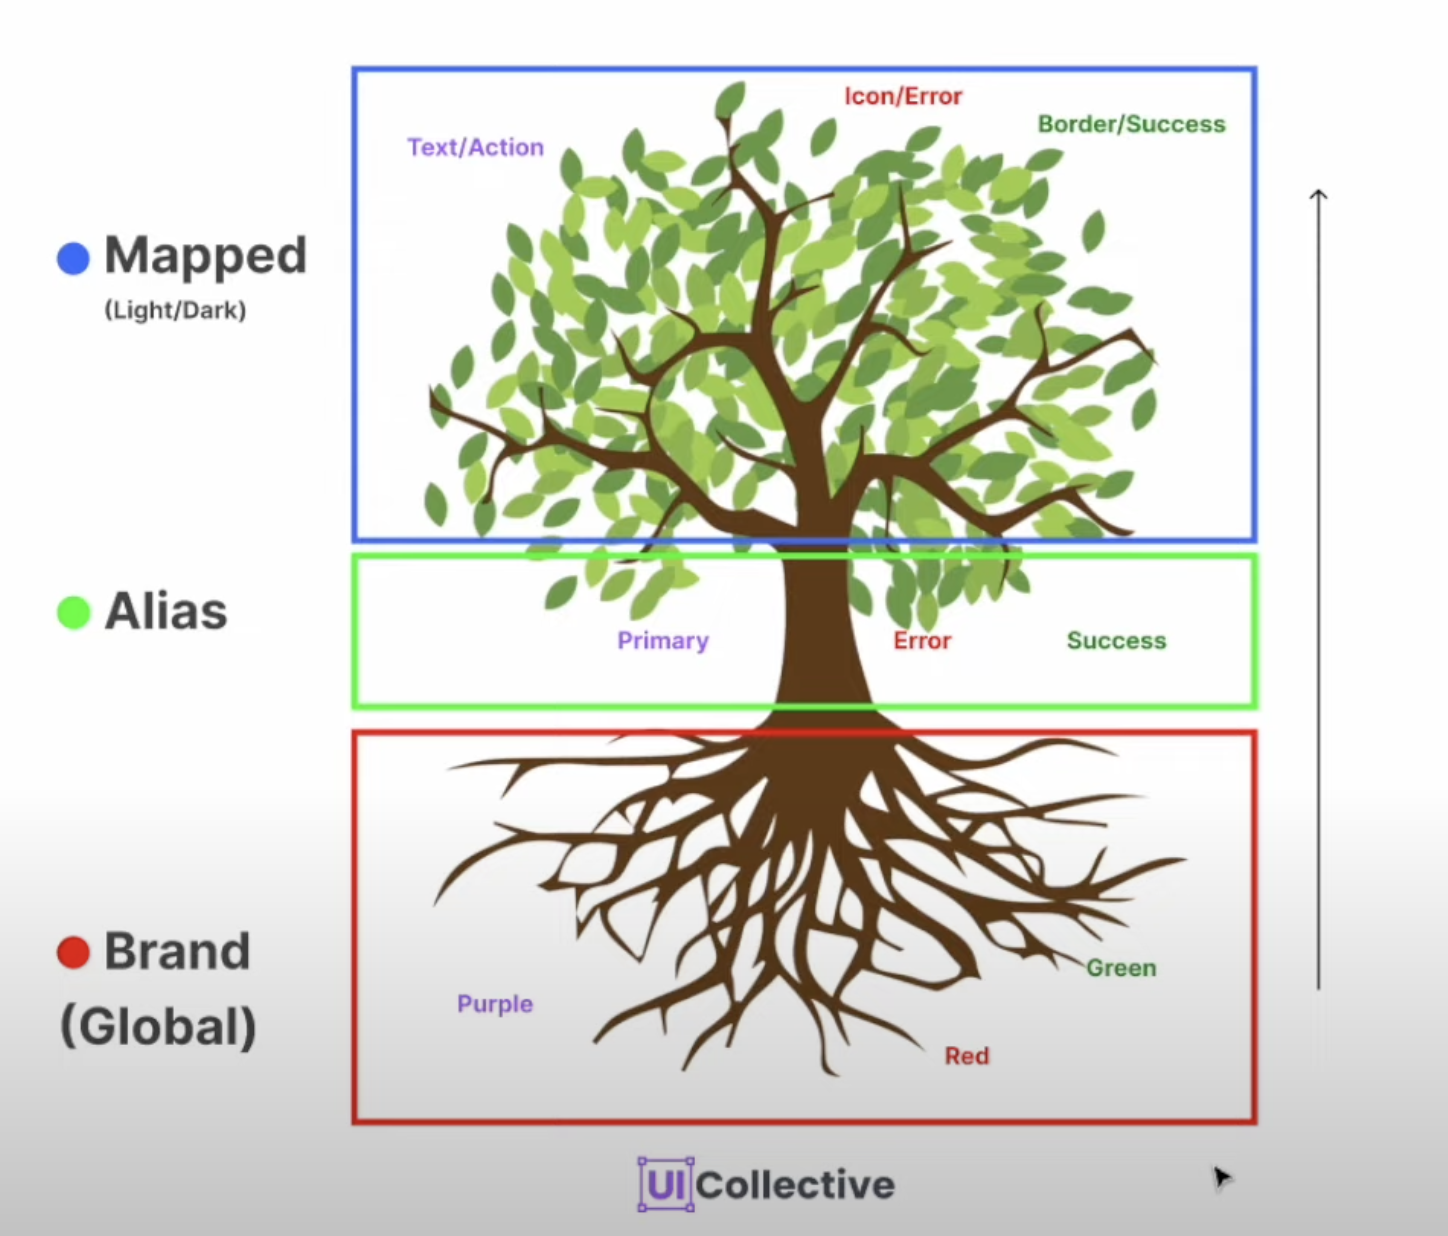 Icon/Error
Border/Success
Text/Action
Mapped
(Light/Dark)
Alias
Primary
Error
Success
Brand
(Global)
Green
Purple
Red
UI Collective